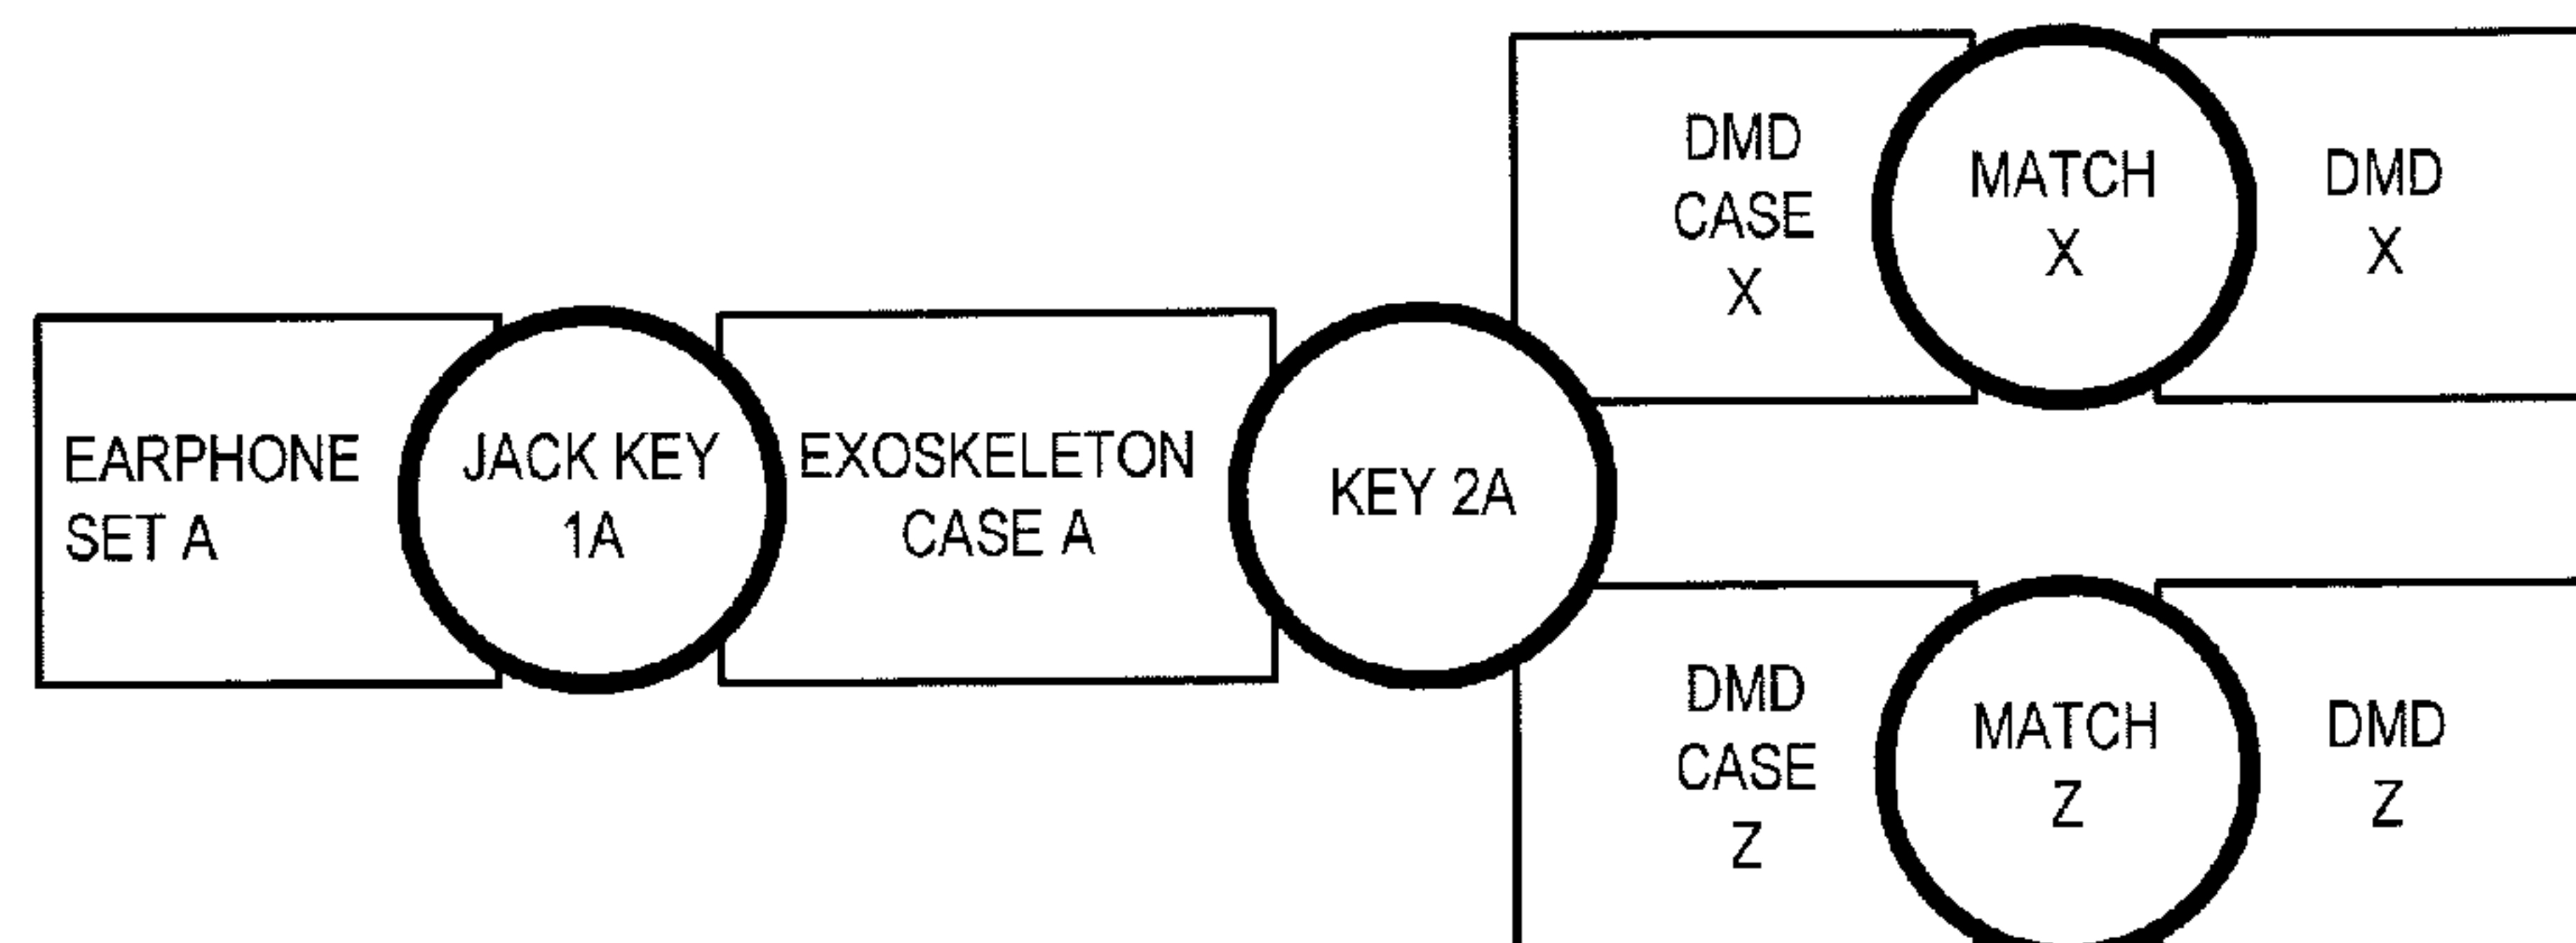 EARPHONE
SET A
JACK KEY
1A
EXOSKELETON
CASE A
KEY 2A
DMD
CASE
X
MATCH
X
DMD
X
DMD
CASE
Z
MATCH
Z
DMD
Z